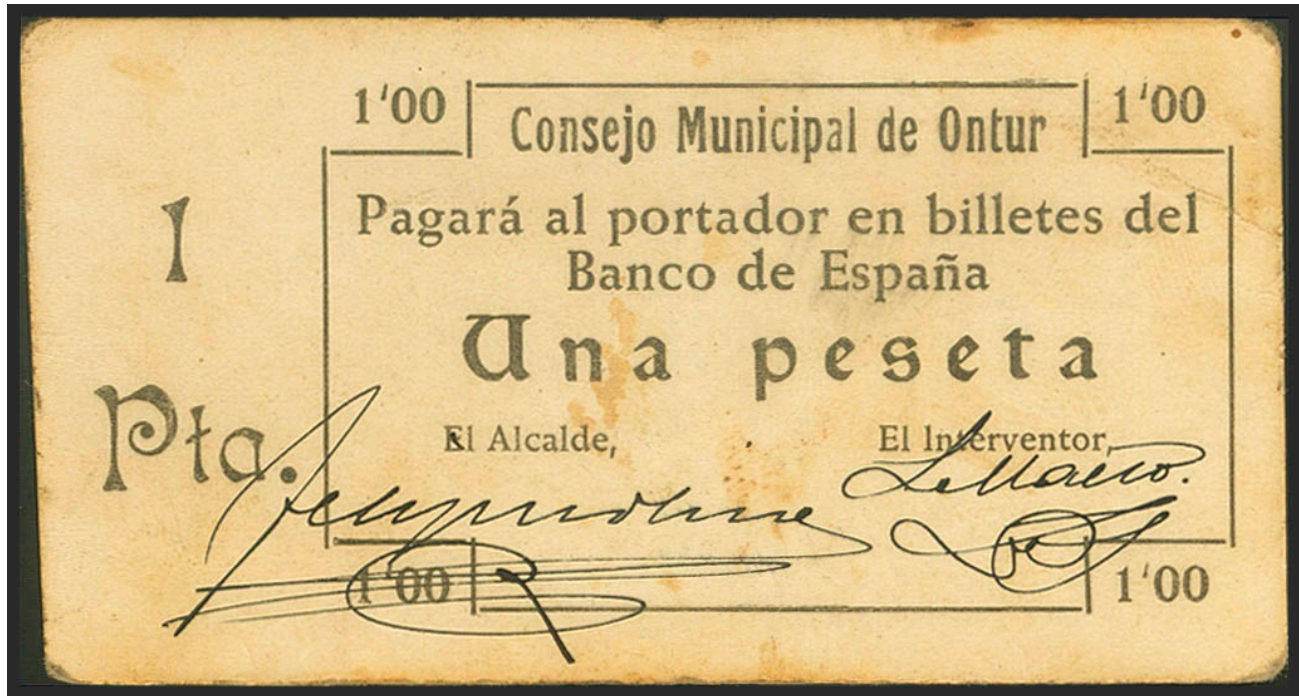 1'00 Consejo Municipal de Ontur 1'00
1
Pagará al portador en billetes del
Banco de España
Una peseta
Pta.
El Alcalde, El Interventor,
1'00 1'00